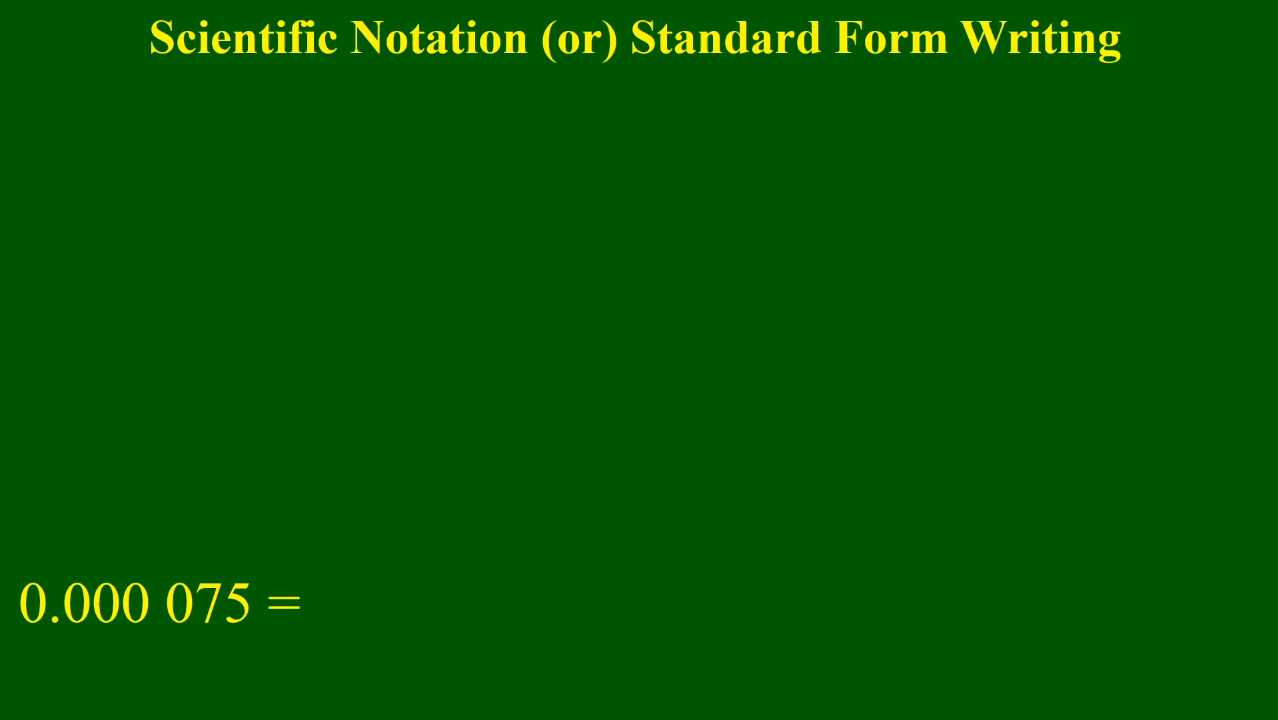 Scientific Notation (or) Standard Form Writing
0.000 075 =